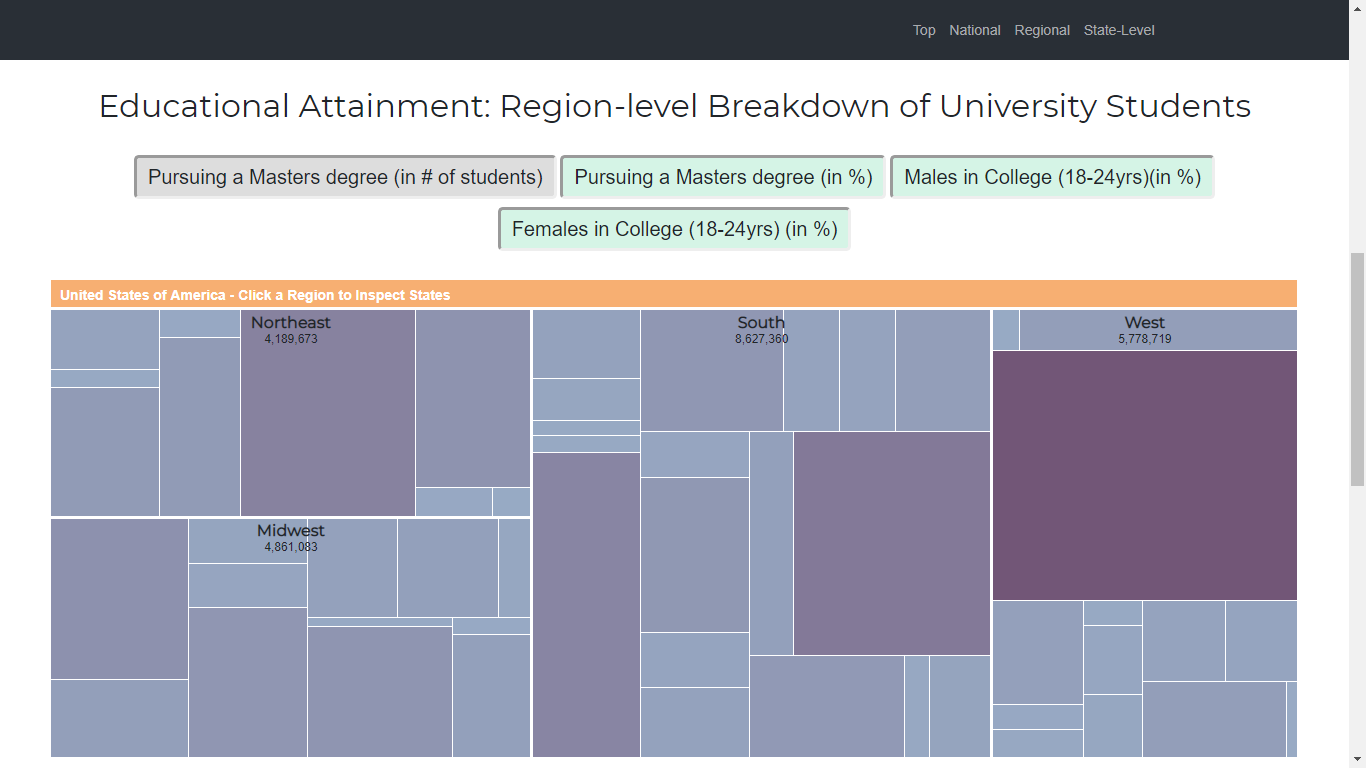 Top National Regional State-Level
Educational Attainment: Region-level Breakdown of University Students
Pursuing a Masters degree (in # of students) Pursuing a Masters degree (in %) Males in College (18-24yrs)(in %)
Females in College (18-24yrs) (in %)
United States of America - Click a Region to Inspect States
Northeast South West
4,189,673 8,627,360 5,778,719
Midwest
4,861,083